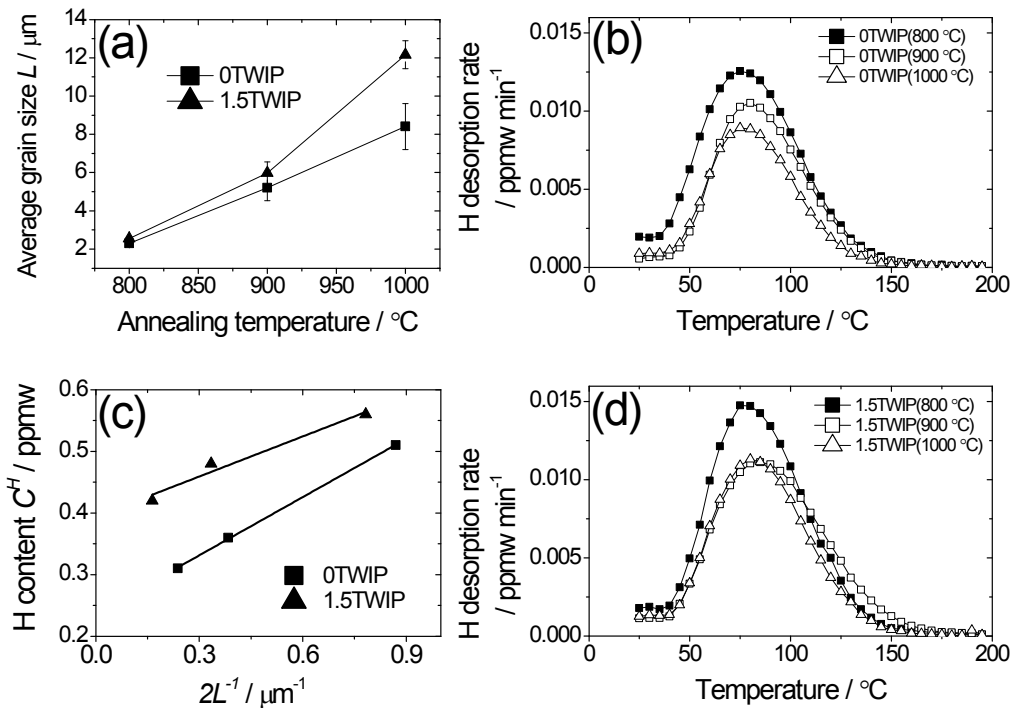 (a)
Average grain size L / μm
14
12
10
8
6
4
2
0TWIP
1.5TWIP
800 850 900 950 1000
Annealing temperature / °C
(b)
H desorption rate
/ ppmw min⁻¹
0.015
0.010
0.005
0.000
0TWIP(800 °C)
0TWIP(900 °C)
0TWIP(1000 °C)
0 50 100 150 200
Temperature / °C
(c)
H content Cᴴ / ppmw
0.6
0.5
0.4
0.3
0.2
0TWIP
1.5TWIP
0.0 0.3 0.6 0.9
2L⁻¹ / μm⁻¹
(d)
H desorption rate
/ ppmw min⁻¹
0.015
0.010
0.005
0.000
1.5TWIP(800 °C)
1.5TWIP(900 °C)
1.5TWIP(1000 °C)
0 50 100 150 200
Temperature / °C